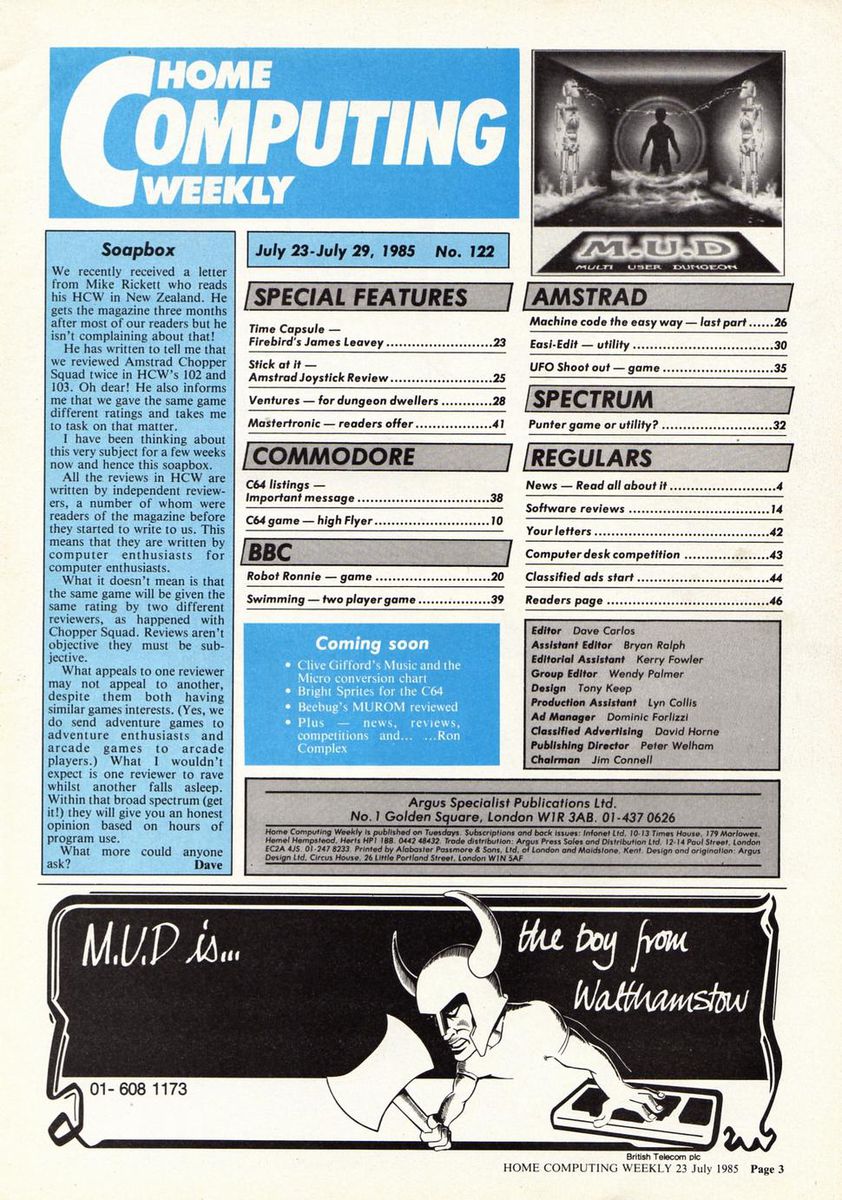 HOME
COMPUTING
WEEKLY
M.U.D
MULTI USER DUNGEON
Soapbox
We recently received a letter
from Mike Rickett who reads
his HCW in New Zealand. He
gets the magazine three months
after most of our readers but he
isn't complaining about that!
He has written to tell me that
we reviewed Amstrad Chopper
Squad twice in HCW's 102 and
103. Oh dear! He also informs
me that we gave the same game
different ratings and takes me
to task on that matter.
I have been thinking about
this very subject for a few weeks
now and hence this soapbox.
All the reviews in HCW are
written by independent review-
ers, a number of whom were
readers of the magazine before
they started to write to us. This
means that they are written by
computer enthusiasts for
computer enthusiasts.
What it doesn't mean is that
the same game will be given the
same rating by two different
reviewers, as happened with
Chopper Squad. Reviews aren't
objective they must be sub-
jective.
What appeals to one reviewer
may not appeal to another,
despite them both having
similar games interests. (Yes, we
do send adventure games to
adventure enthusiasts and
arcade games to arcade
players.) What I wouldn't
expect is one reviewer to rave
whilst another falls asleep.
Within that broad spectrum (get
it!) they will give you an honest
opinion based on hours of
program use.
What more could anyone
ask? Dave
July 23-July 29, 1985 No. 122
SPECIAL FEATURES
Time Capsule —
Firebird's James Leavey ........................23
Stick at it —
Amstrad Joystick Review .......................25
Ventures — for dungeon dwellers ...........28
Mastertronic — readers offer .................41
COMMODORE
C64 listings —
Important message ..............................38
C64 game — high Flyer ..........................10
BBC
Robot Ronnie — game ..........................20
Swimming — two player game ...............39
Coming soon
• Clive Gifford's Music and the
Micro conversion chart
• Bright Sprites for the C64
• Beebug's MUROM reviewed
• Plus — news, reviews,
competitions and... ...Ron
Complex
AMSTRAD
Machine code the easy way — last part ......26
Easi-Edit — utility ................................30
UFO Shoot out — game .........................35
SPECTRUM
Punter game or utility? .........................32
REGULARS
News — Read all about it ........................4
Software reviews .................................14
Your letters .........................................42
Computer desk competition ...................43
Classified ads start ...............................44
Readers page ......................................46
Editor Dave Carlos
Assistant Editor Bryan Ralph
Editorial Assistant Kerry Fowler
Group Editor Wendy Palmer
Design Tony Keep
Production Assistant Lyn Collis
Ad Manager Dominic Forlizzi
Classified Advertising David Horne
Publishing Director Peter Welham
Chairman Jim Connell
Argus Specialist Publications Ltd.
No. 1 Golden Square, London W1R 3AB. 01-437 0626
Home Computing Weekly is published on Tuesdays. Subscriptions and back issues: Infonet Ltd, 10-13 Times House, 179 Marlowes,
Hemel Hempstead, Herts HP1 1BB. 0442 48432. Trade distribution: Argus Press Sales and Distribution Ltd, 12-14 Paul Street, London
EC2A 4JS. 01-247 8233. Printed by Alabaster Passmore & Sons, Ltd, of London and Maidstone, Kent. Design and origination: Argus
Design Ltd, Circus House, 26 Little Portland Street, London W1N 5AF
M.U.D is...
the boy from
Walthamstow
01- 608 1173
British Telecom plc
HOME COMPUTING WEEKLY 23 July 1985 Page 3